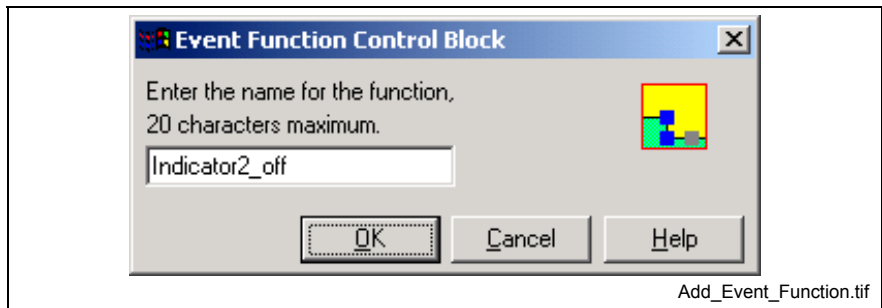 Event Function Control Block
Enter the name for the function,
20 characters maximum.
Indicator2_off
OK
Cancel
Help
Add_Event_Function.tif